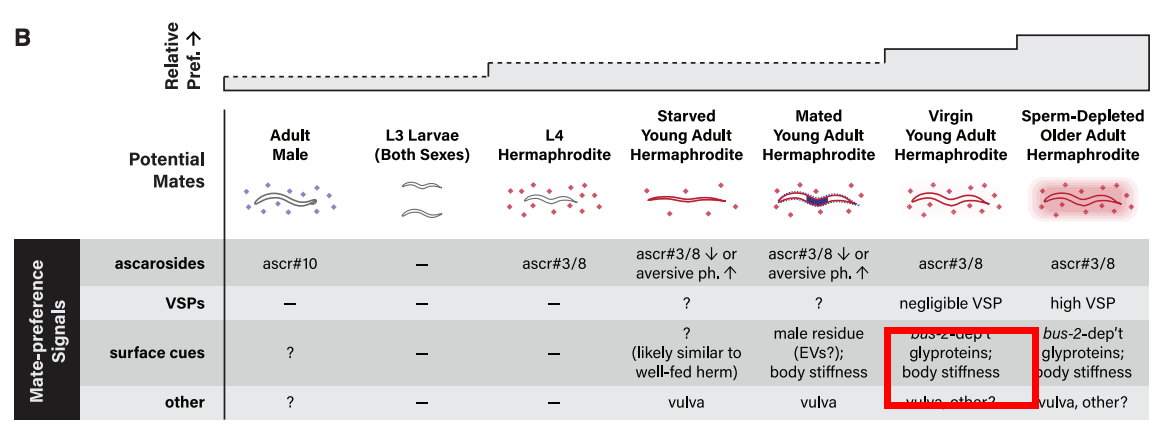 B
Relative
Pref. →
Potential
Mates
Adult
Male
L3 Larvae
(Both Sexes)
L4
Hermaphrodite
Starved
Young Adult
Hermaphrodite
Mated
Young Adult
Hermaphrodite
Virgin
Young Adult
Hermaphrodite
Sperm-Depleted
Older Adult
Hermaphrodite
Mate-preference
Signals
ascarosides
ascr#10
—
ascr#3/8
ascr#3/8 ↓ or
aversive ph. ↑
ascr#3/8 ↓ or
aversive ph. ↑
ascr#3/8
ascr#3/8
VSPs
—
—
—
?
?
negligible VSP
high VSP
surface cues
?
—
—
?
(likely similar to
well-fed herm)
male residue
(EVs?);
body stiffness
bus-2-dep't
glyproteins;
body stiffness
bus-2-dep't
glyproteins;
body stiffness
other
?
—
—
vulva
vulva
vulva, other?
vulva, other?